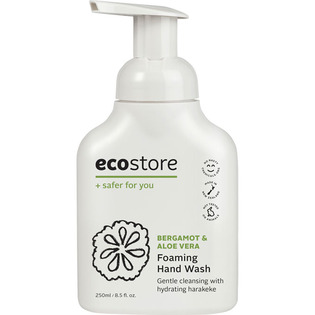 ecostore
+ safer for you
BERGAMOT &
ALOE VERA
Foaming
Hand Wash
Gentle cleansing with
hydrating harakeke
250ml / 8.5 fl. oz.